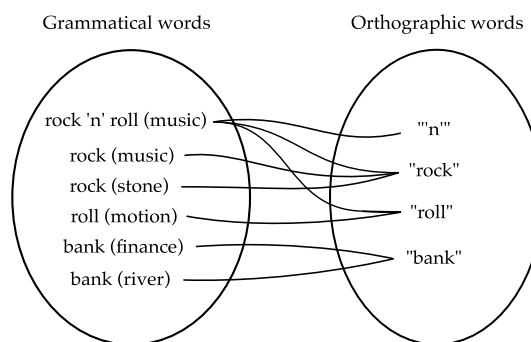 Grammatical words
Orthographic words
rock 'n' roll (music)
rock (music)
rock (stone)
roll (motion)
bank (finance)
bank (river)
"'n'"
"rock"
"roll"
"bank"